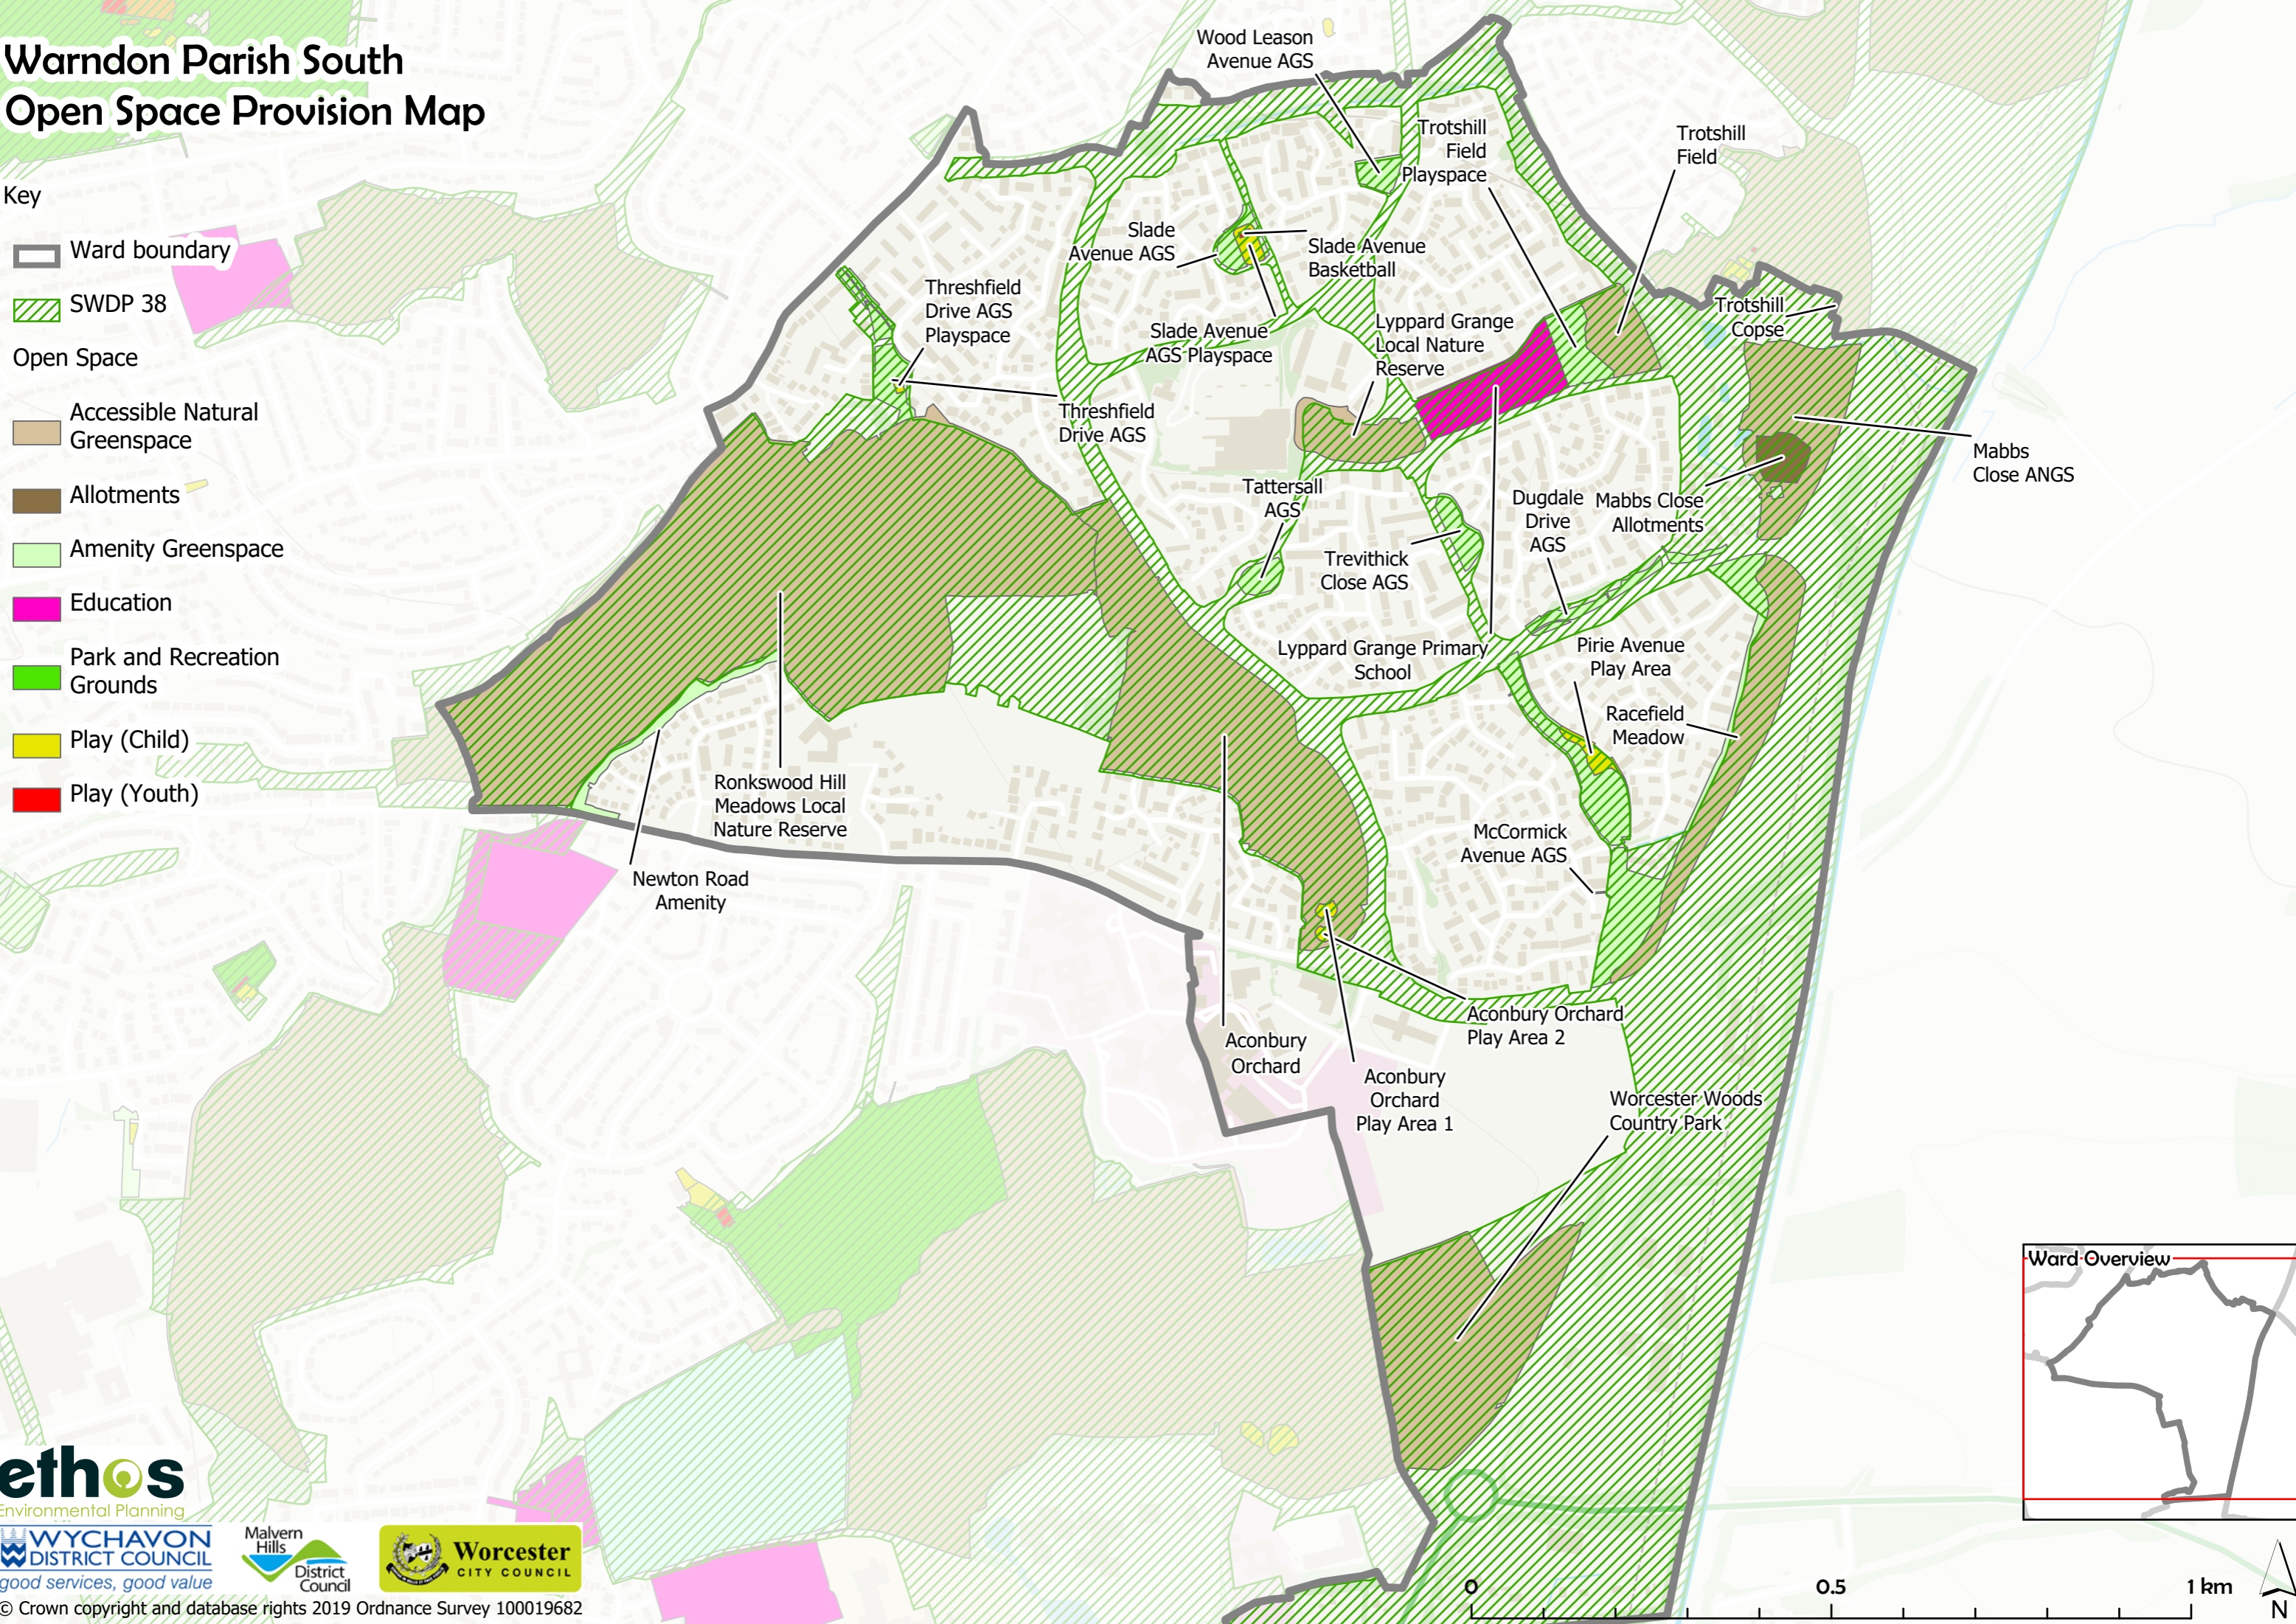 Warndon Parish South
Open Space Provision Map
Key
Ward boundary
SWDP 38
Open Space
Accessible Natural
Greenspace
Allotments
Amenity Greenspace
Education
Park and Recreation
Grounds
Play (Child)
Play (Youth)
Wood Leason
Avenue AGS
Trotshill
Field
Playspace
Trotshill
Field
Slade
Avenue AGS
Slade Avenue
Basketball
Threshfield
Drive AGS
Playspace
Slade Avenue
AGS Playspace
Lyppard Grange
Local Nature
Reserve
Trotshill
Copse
Threshfield
Drive AGS
Mabbs
Close ANGS
Tattersall
AGS
Dugdale
Drive
AGS
Mabbs Close
Allotments
Trevithick
Close AGS
Lyppard Grange Primary
School
Pirie Avenue
Play Area
Racefield
Meadow
Ronkswood Hill
Meadows Local
Nature Reserve
McCormick
Avenue AGS
Newton Road
Amenity
Aconbury
Orchard
Aconbury Orchard
Play Area 2
Aconbury
Orchard
Play Area 1
Worcester Woods
Country Park
Ward Overview
ethos
Environmental Planning
WYCHAVON
DISTRICT COUNCIL
good services, good value
Malvern
Hills
District
Council
Worcester
CITY COUNCIL
© Crown copyright and database rights 2019 Ordnance Survey 100019682
0
0.5
1 km
N